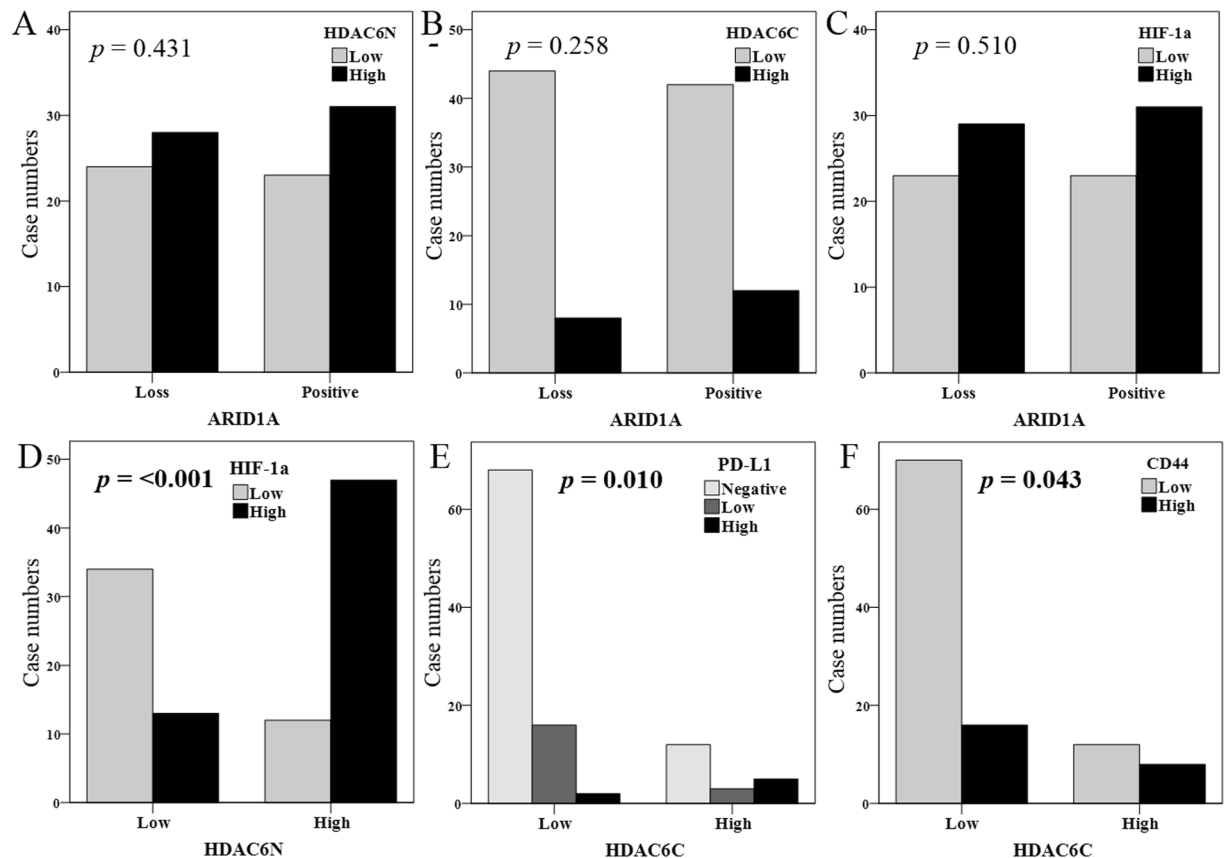 A
p = 0.431
HDAC6N
Low
High
40
30
20
10
0
Case numbers
Loss
Positive
ARID1A
B
-
p = 0.258
HDAC6C
Low
High
50
40
30
20
10
0
Case numbers
Loss
Positive
ARID1A
C
p = 0.510
HIF-1a
Low
High
40
30
20
10
0
Case numbers
Loss
Positive
ARID1A
D
p = <0.001
HIF-1a
Low
High
50
40
30
20
10
0
Case numbers
Low
High
HDAC6N
E
p = 0.010
PD-L1
Negative
Low
High
60
40
20
0
Case numbers
Low
High
HDAC6C
F
p = 0.043
CD44
Low
High
60
40
20
0
Case numbers
Low
High
HDAC6C